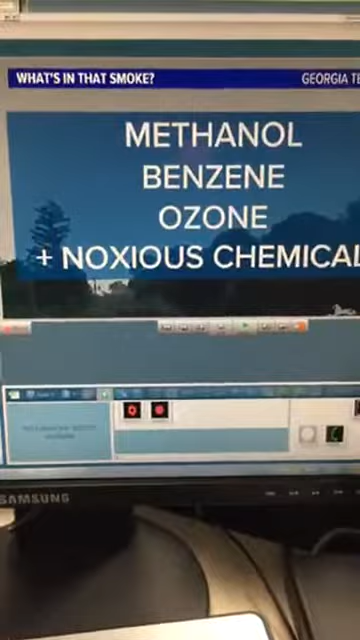 WHAT'S IN THAT SMOKE?
GEORGIA TE
METHANOL
BENZENE
OZONE
+ NOXIOUS CHEMICAL
SAMSUNG